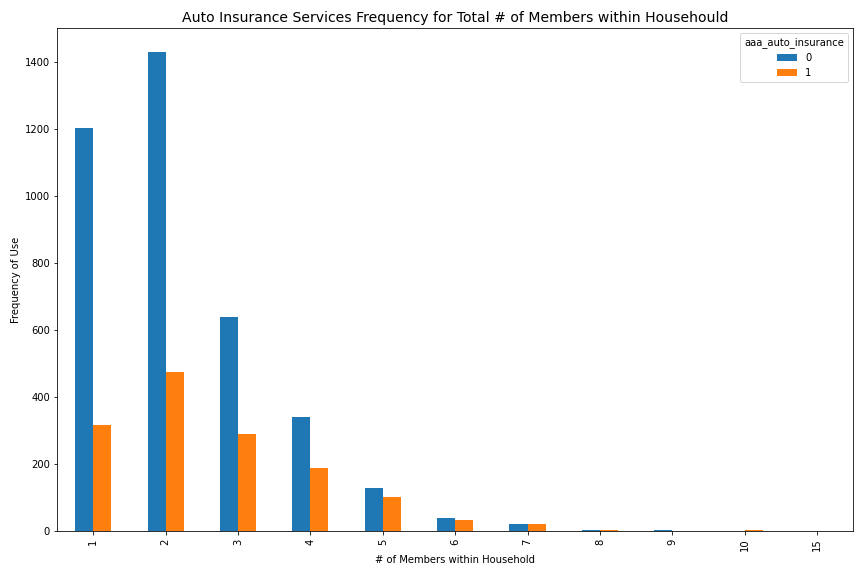 Auto Insurance Services Frequency for Total # of Members within Househould
aaa_auto_insurance
0
1
1400
1200
1000
800
600
400
200
0
Frequency of Use
1 2 3 4 5 6 7 8 9 10 15
# of Members within Household